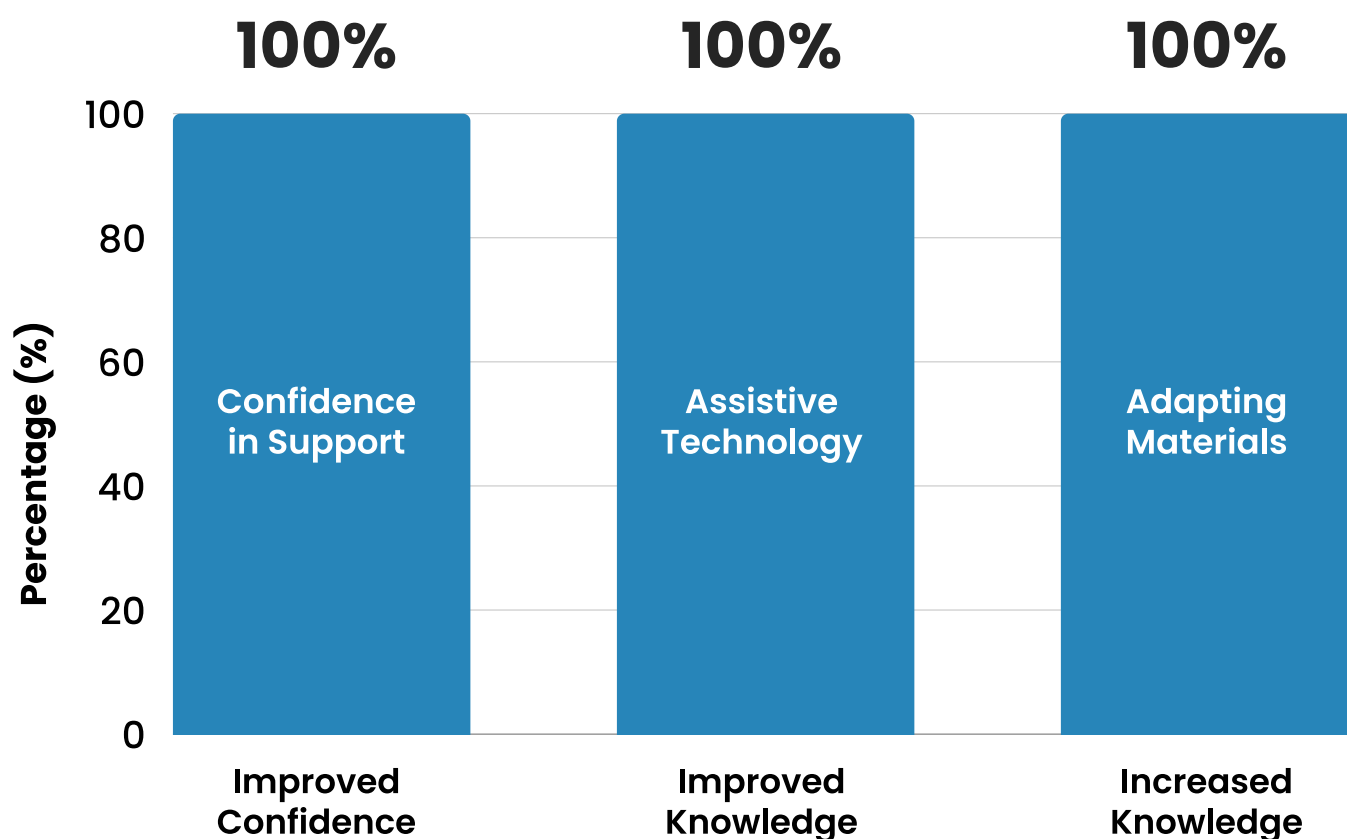 100%
100%
100%
100
80
60
40
20
0
Percentage (%)
Confidence
in Support
Assistive
Technology
Adapting
Materials
Improved
Confidence
Improved
Knowledge
Increased
Knowledge